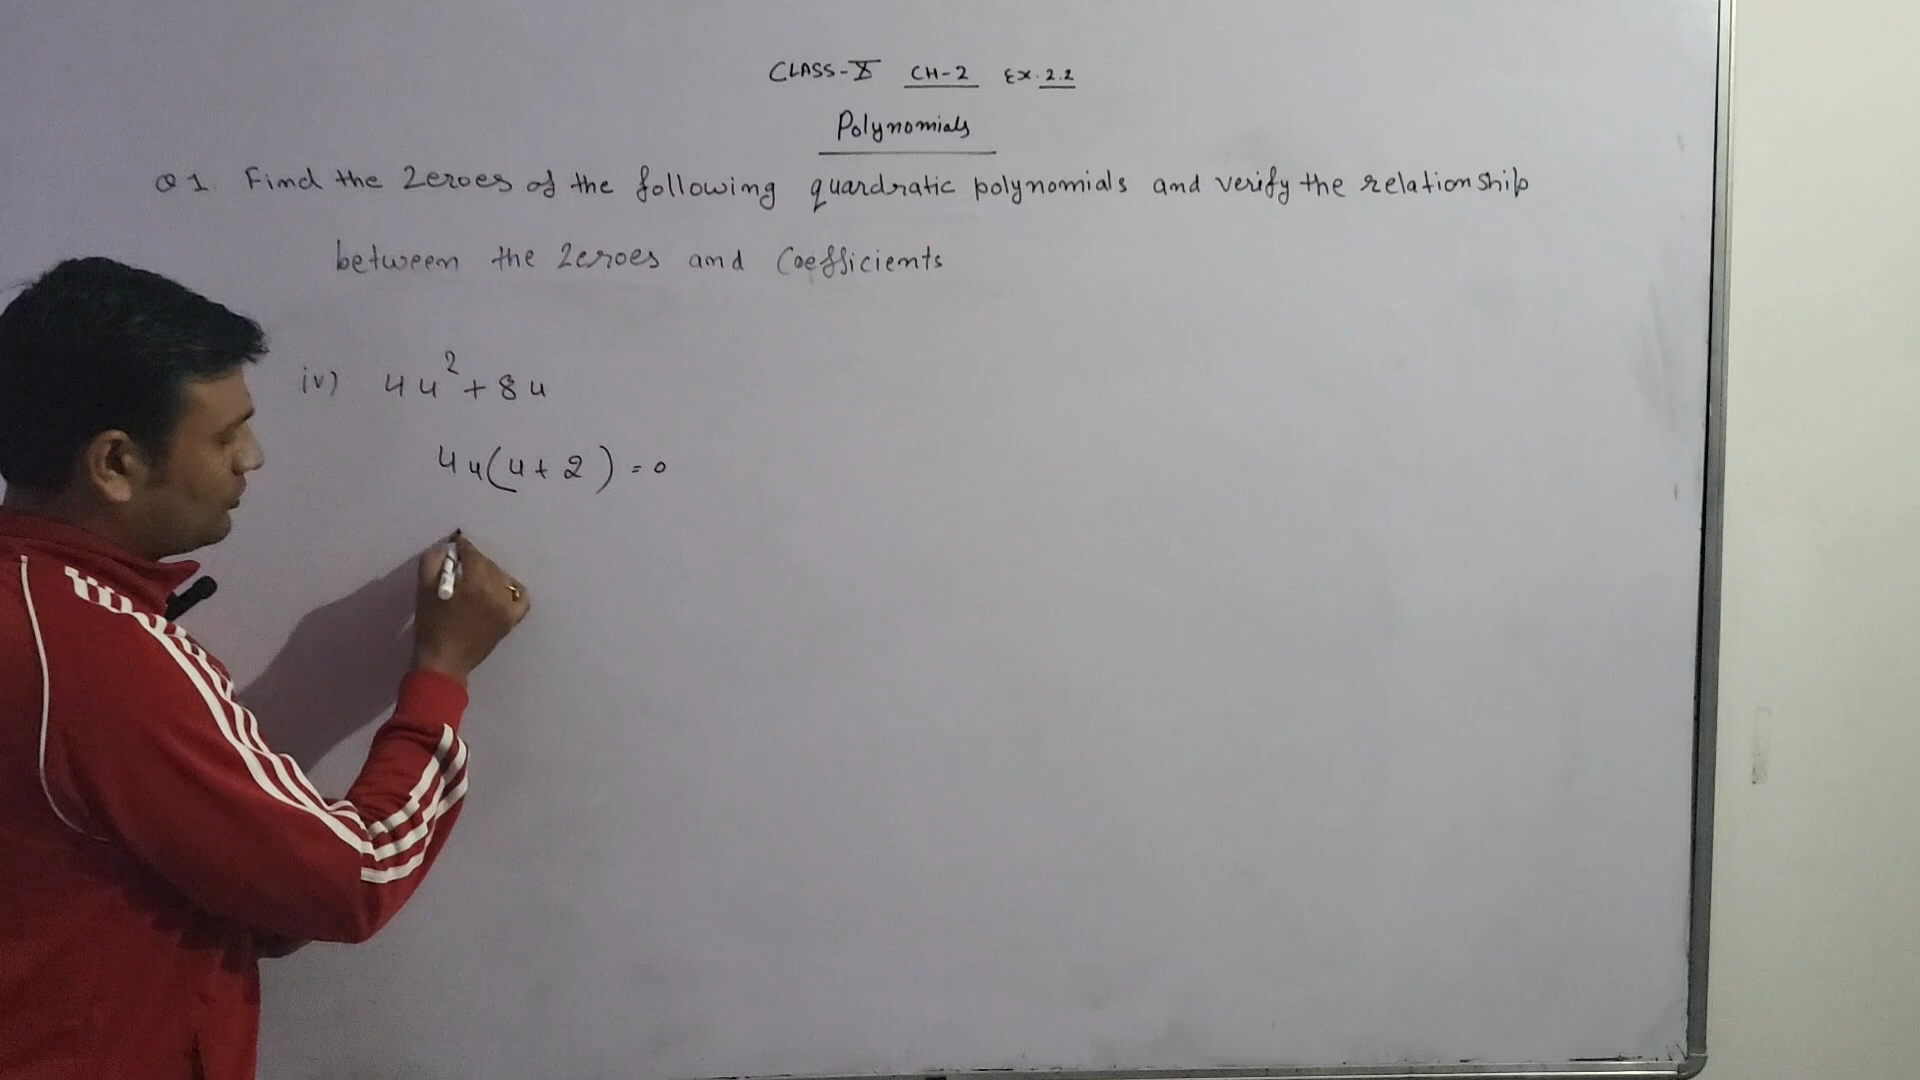 CLASS-X CH-2 Ex. 2.2
Polynomials
Q1. Find the Zeroes of the following quardratic polynomials and verify the relationship
between the Zeroes and Coefficients
iv) 4u²+8u
4u(u+2)=0